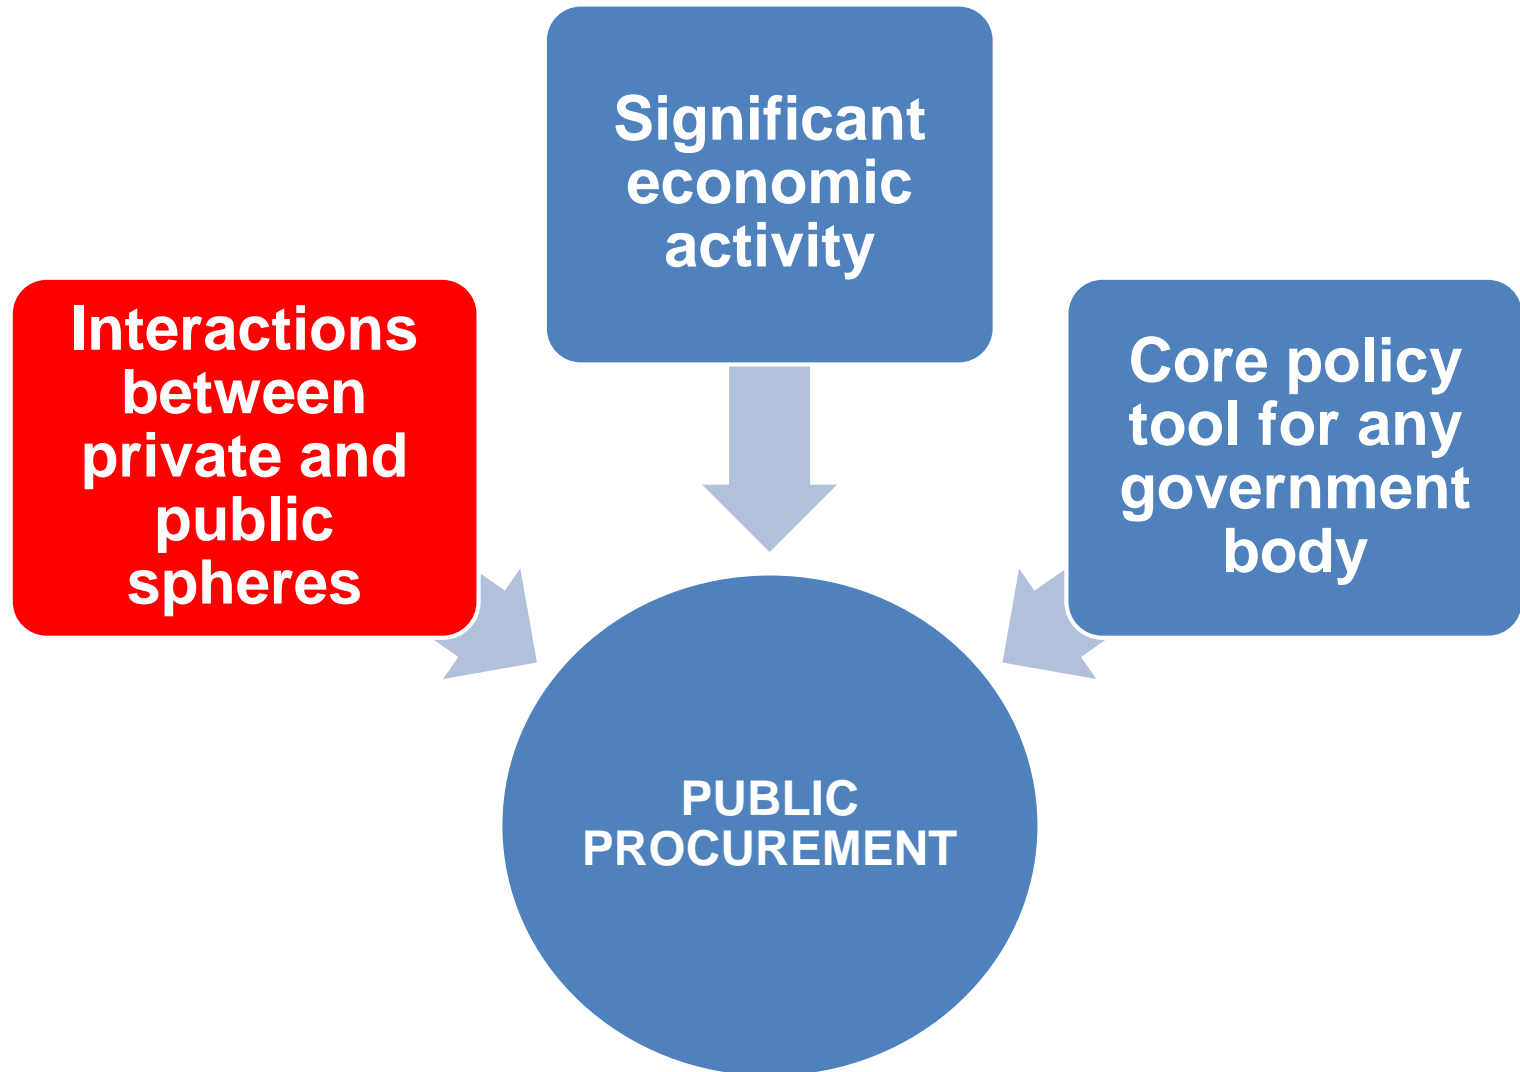 Significant
economic
activity
Interactions
between
private and
public
spheres
Core policy
tool for any
government
body
PUBLIC
PROCUREMENT